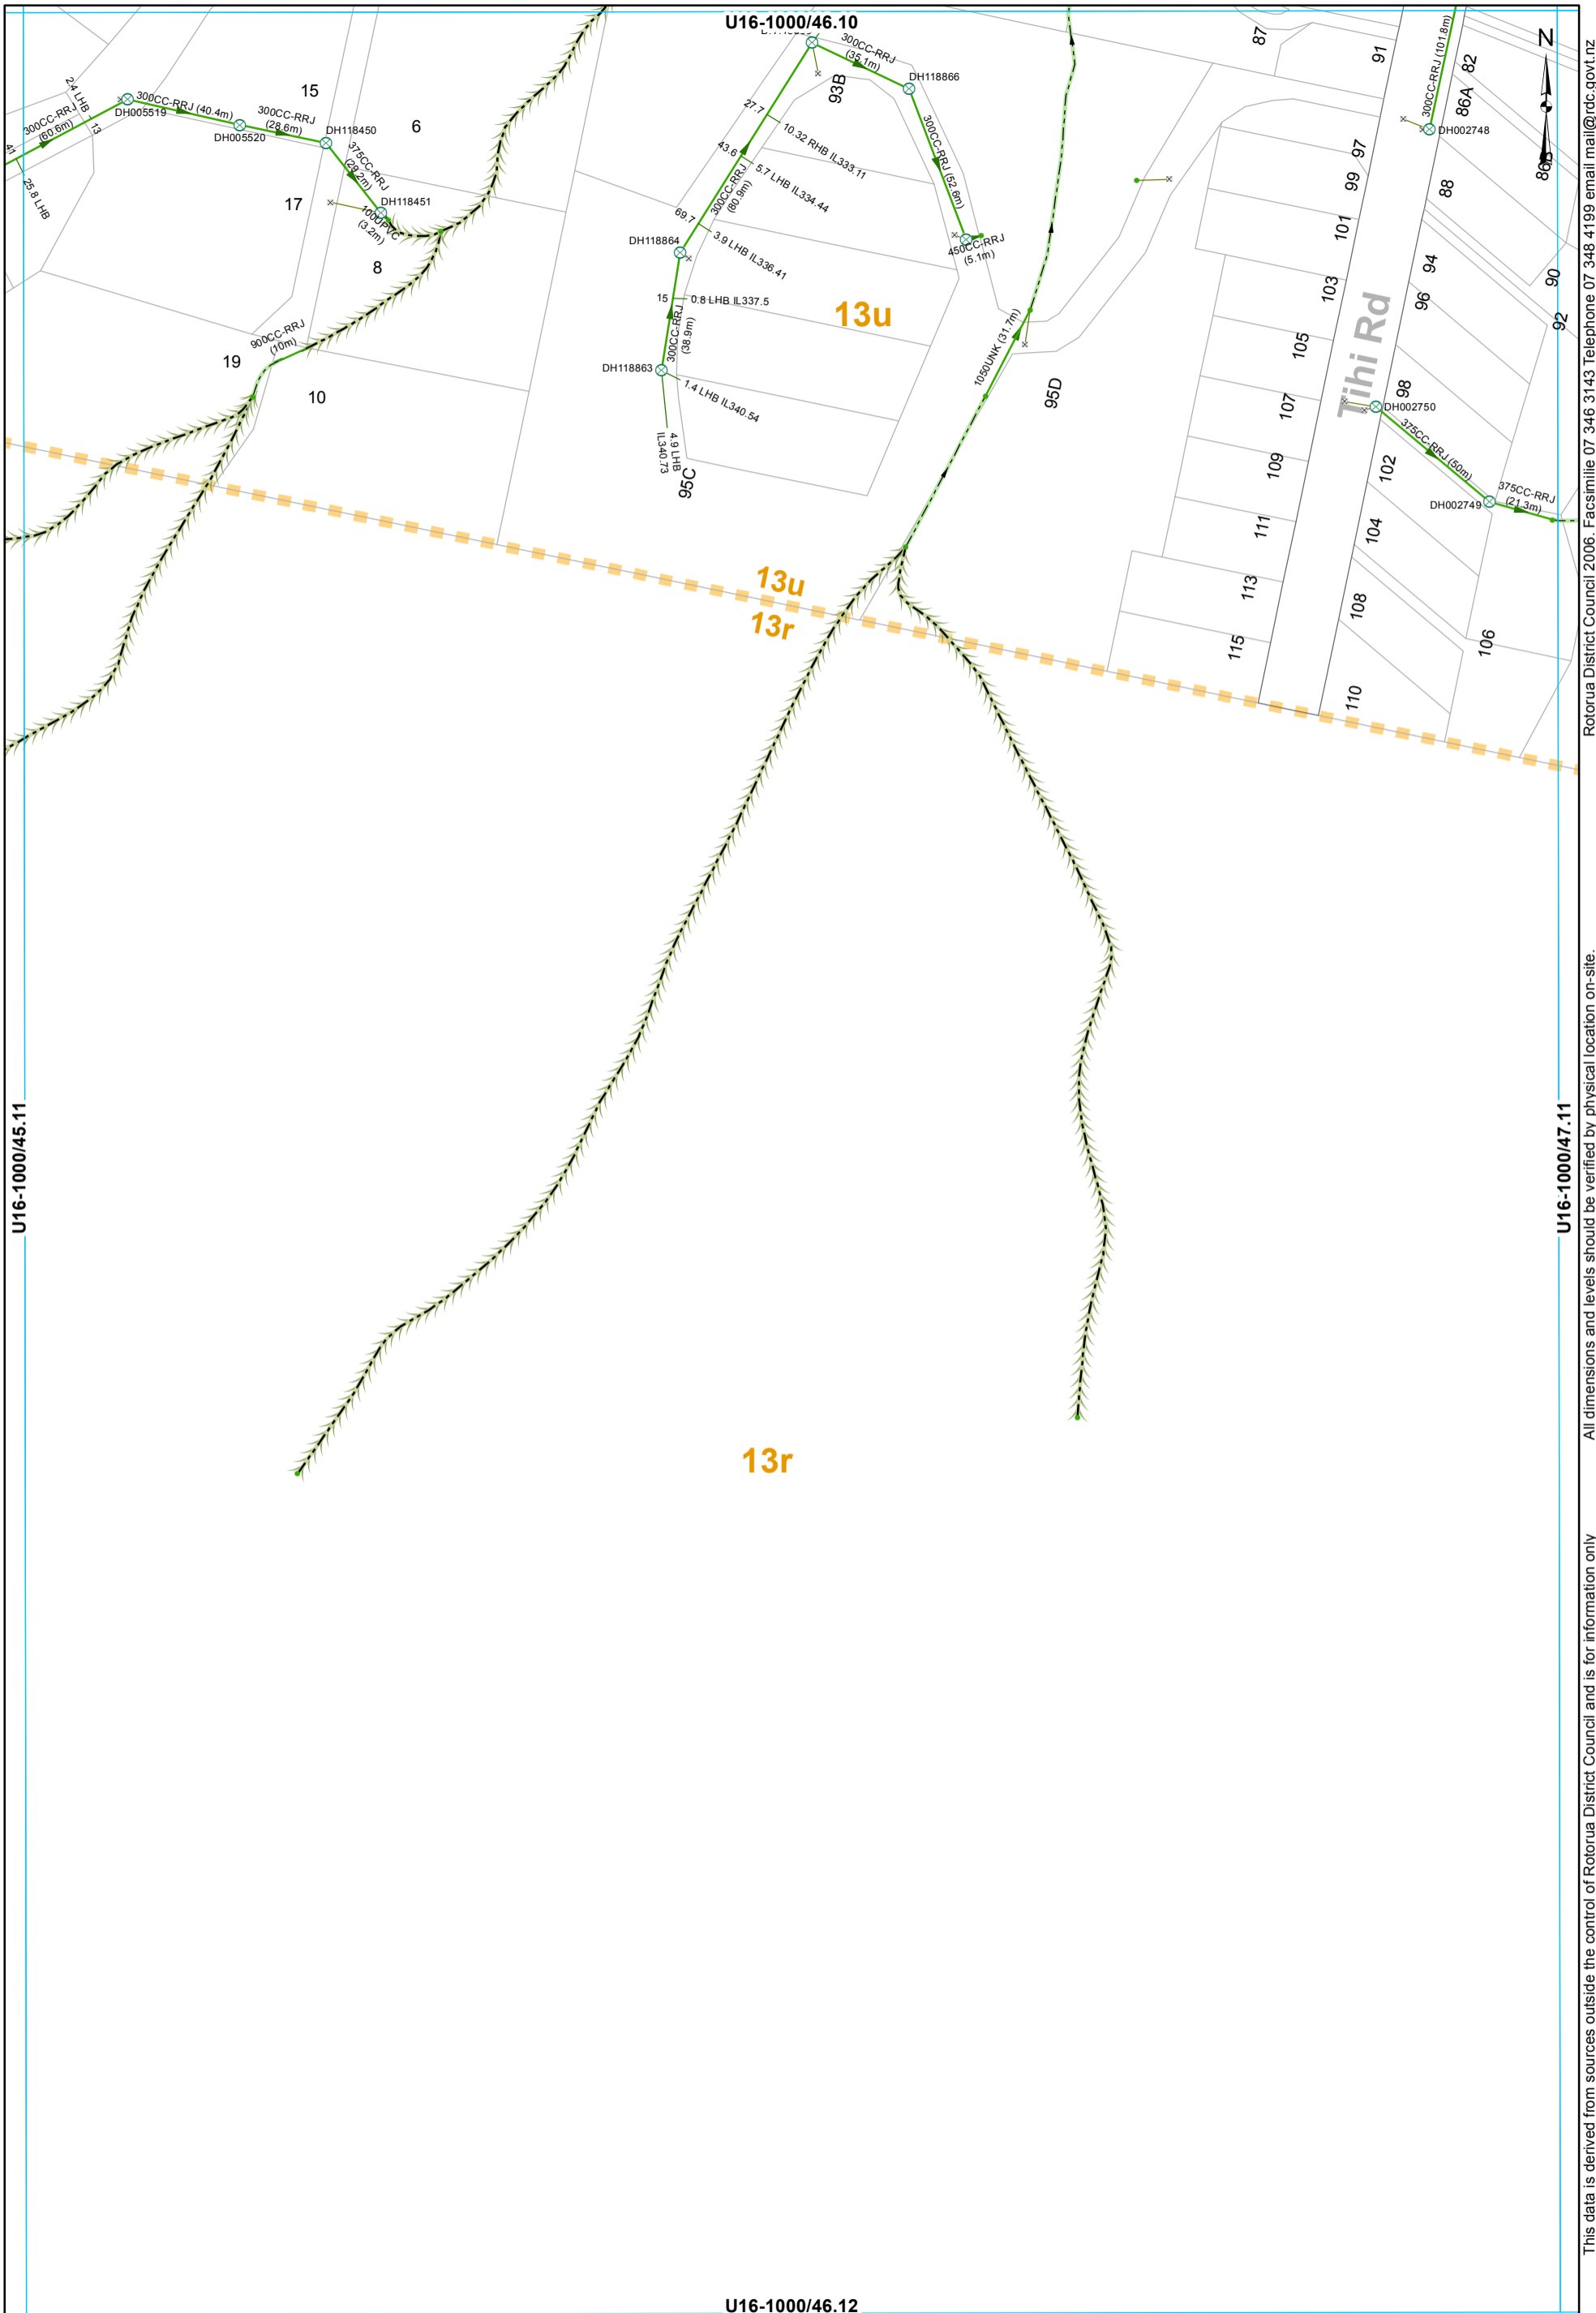 U16-1000/46.10
300CC-RRJ
(35.1m)
DH118866
93B
87
91
300CC-RRJ (101.8m)
82
86A
N
DH002748
86B
2.4 LHB
13
300CC-RRJ
(60.6m)
41
25.8 LHB
300CC-RRJ (40.4m)
DH005519
15
300CC-RRJ
(28.6m)
DH005520
DH118450
6
375CC-RRJ
(29.2m)
17
DH118451
100UPVC
(3.2m)
8
900CC-RRJ
(10m)
19
10
27.7
10.32 RHB IL333.11
43.6
5.7 LHB IL334.44
300CC-RRJ
(80.9m)
69.7
3.9 LHB IL336.41
DH118864
15
0.8 LHB IL337.5
300CC-RRJ
(38.9m)
DH118863
1.4 LHB IL340.54
4.9 LHB
IL340.73
95C
300CC-RRJ (52.6m)
450CC-RRJ
(5.1m)
13u
1050UNK (31.7m)
95D
97
99
101
103
105
107
109
111
113
115
Tihi Rd
88
94
96
90
92
98
DH002750
375CC-RRJ (50m)
102
DH002749
375CC-RRJ
(21.3m)
104
108
106
110
13u
13r
U16-1000/45.11
U16-1000/47.11
13r
U16-1000/46.12
This data is derived from sources outside the control of Rotorua District Council and is for information only
All dimensions and levels should be verified by physical location on-site.
Rotorua District Council 2006. Facsimilie 07 346 3143 Telephone 07 348 4199 email mail@rdc.govt.nz